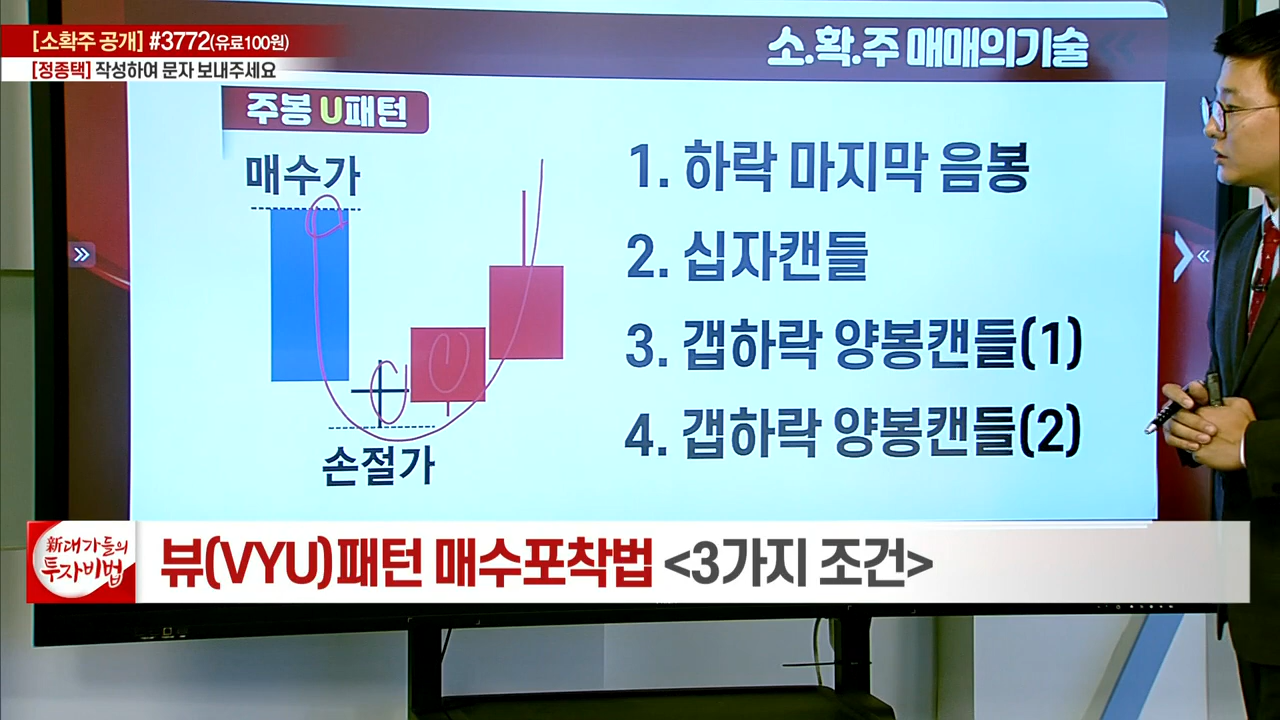 [소확주 공개] #3772(유료100원)
[정종택] 작성하여 문자 보내주세요
소.확.주 매매의기술
주봉 U패턴
매수가
손절가
1. 하락 마지막 음봉
2. 십자캔들
3. 갭하락 양봉캔들(1)
4. 갭하락 양봉캔들(2)
新대가들의
투자비법
뷰(VYU)패턴 매수포착법 <3가지 조건>